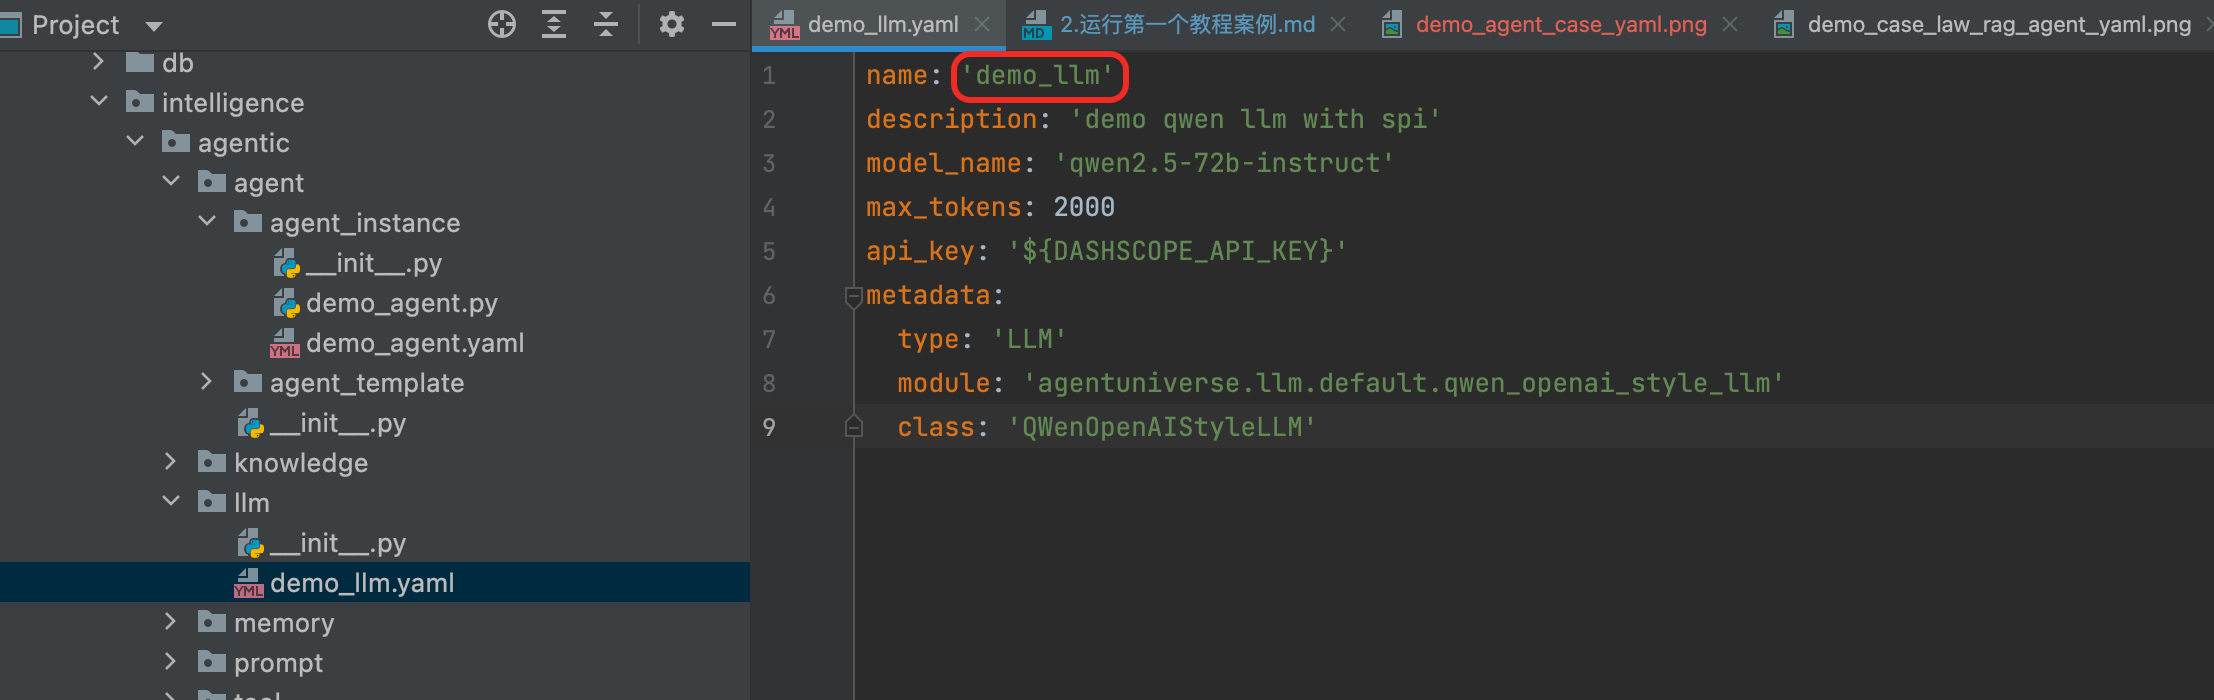 Project
db
intelligence
agentic
agent
agent_instance
__init__.py
demo_agent.py
YML demo_agent.yaml
agent_template
__init__.py
knowledge
llm
__init__.py
YML demo_llm.yaml
memory
prompt
YML demo_llm.yaml
MD 2.运行第一个教程案例.md
demo_agent_case_yaml.png
demo_case_law_rag_agent_yaml.png
1 name: 'demo_llm'
2 description: 'demo qwen llm with spi'
3 model_name: 'qwen2.5-72b-instruct'
4 max_tokens: 2000
5 api_key: '${DASHSCOPE_API_KEY}'
6 metadata:
7 type: 'LLM'
8 module: 'agentuniverse.llm.default.qwen_openai_style_llm'
9 class: 'QWenOpenAIStyleLLM'